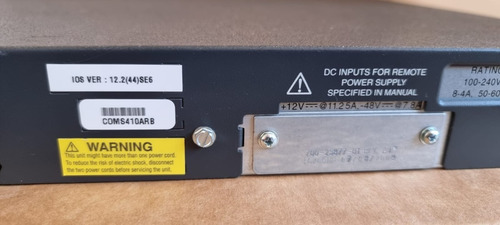 IOS VER : 12.2(44)SE6
COMS410ARB
WARNING
This unit might have more than one power cord.
To reduce the risk of electric shock, disconnect
the two power cords before servicing the unit.
DC INPUTS FOR REMOTE
POWER SUPPLY
SPECIFIED IN MANUAL
+12V @11.25A, -48V @7.8A
RATING
100-240V
8-4A, 50-60